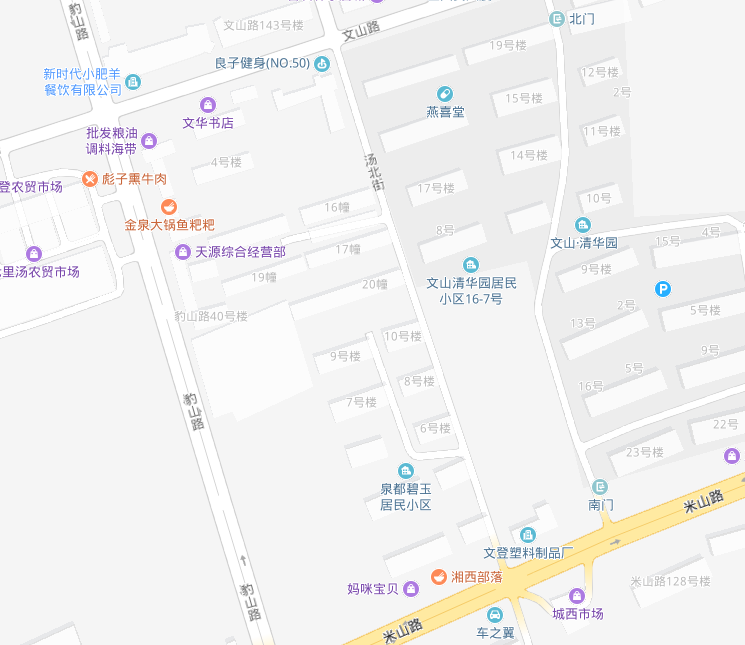 豹山路
文山路143号楼
文山路
北门
良子健身(NO:50)
19号楼
新时代小肥羊
餐饮有限公司
12号楼
2号
文华书店
燕喜堂
15号楼
批发粮油
调料海带
11号楼
4号楼
14号楼
汤北街
登农贸市场
彪子熏牛肉
17号楼
10号
金泉大锅鱼粑粑
16幢
8号
文山·清华园
15号
4号
天源综合经营部
17幢
里汤农贸市场
19幢
20幢
文山清华园居民
小区16-7号
9号楼
豹山路40号楼
2号
5号楼
13号
10号楼
9号楼
9号
8号楼
5号
16号
7号楼
豹山路
6号楼
22号
23号楼
泉都碧玉
居民小区
南门
米山路
文登塑料制品厂
湘西部落
妈咪宝贝
米山路128号楼
豹山路
城西市场
米山路
车之翼